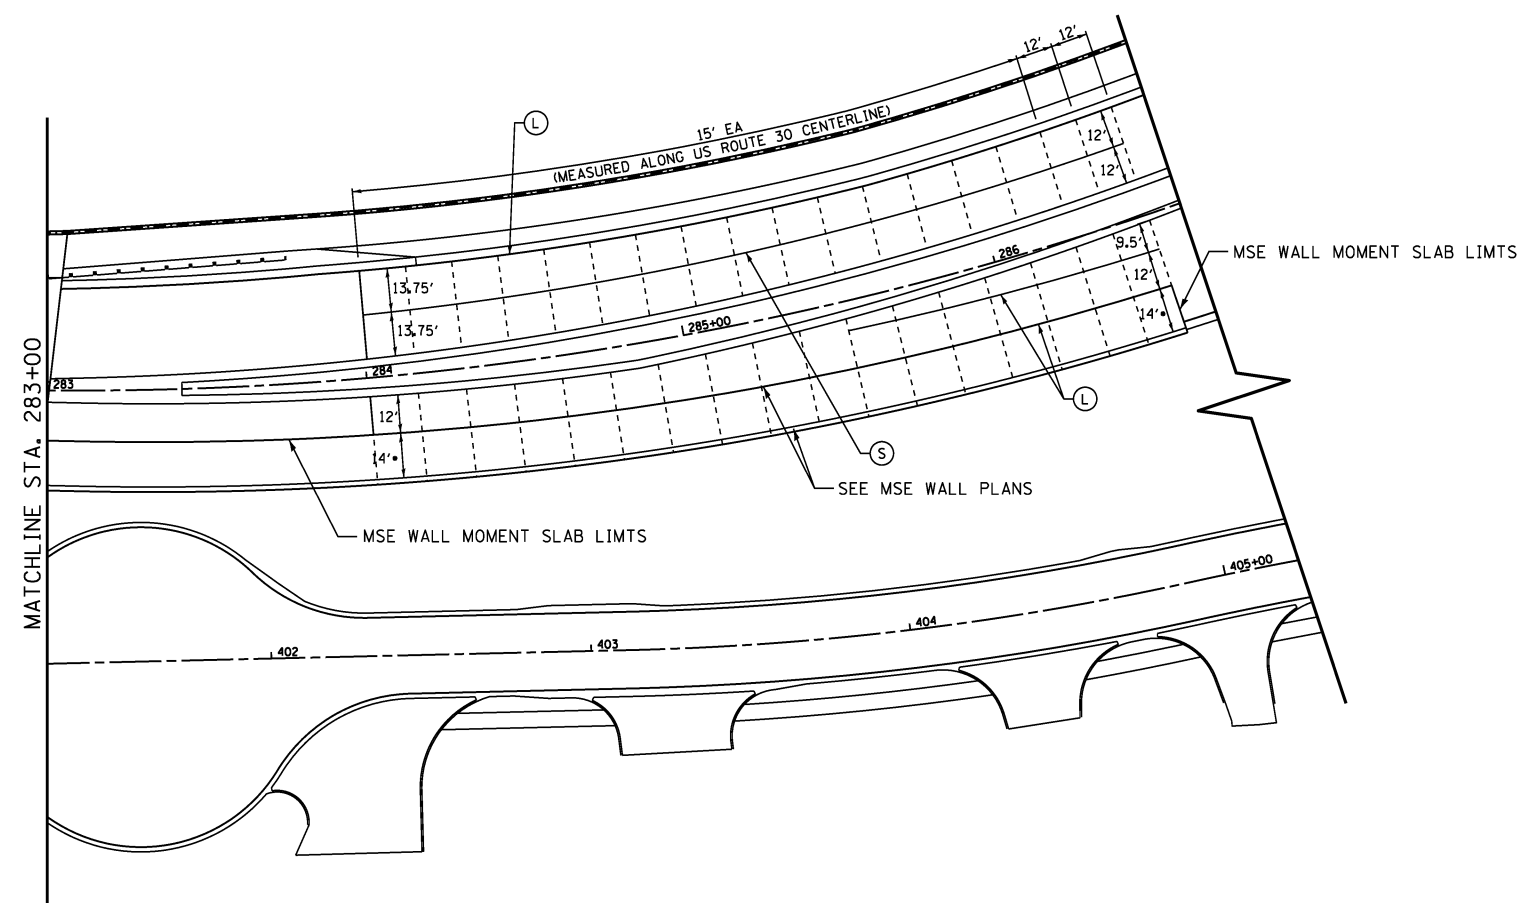 12'
12'
15' EA
(MEASURED ALONG US ROUTE 30 CENTERLINE)
L
12'
12'
9.5'
12'
14'•
MSE WALL MOMENT SLAB LIMTS
286
13.75'
13.75'
285+00
284
283
12'
14'•
L
S
SEE MSE WALL PLANS
MSE WALL MOMENT SLAB LIMTS
MATCHLINE STA. 283+00
402
403
404
405+00